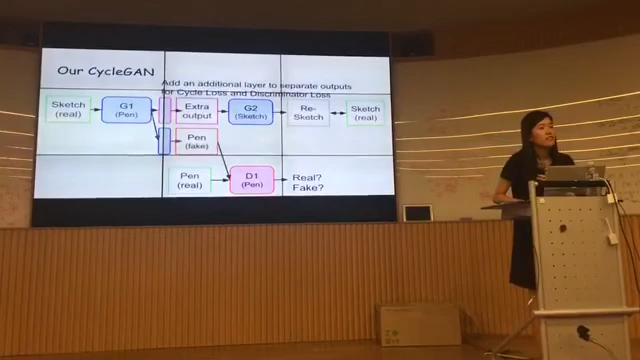 Our CycleGAN
Add an additional layer to separate outputs
for Cycle Loss and Discriminator Loss
Sketch
(real)
G1
(Pen)
Extra
output
G2
(Sketch)
Re-
Sketch
Sketch
(real)
Pen
(fake)
Pen
(real)
D1
(Pen)
Real?
Fake?